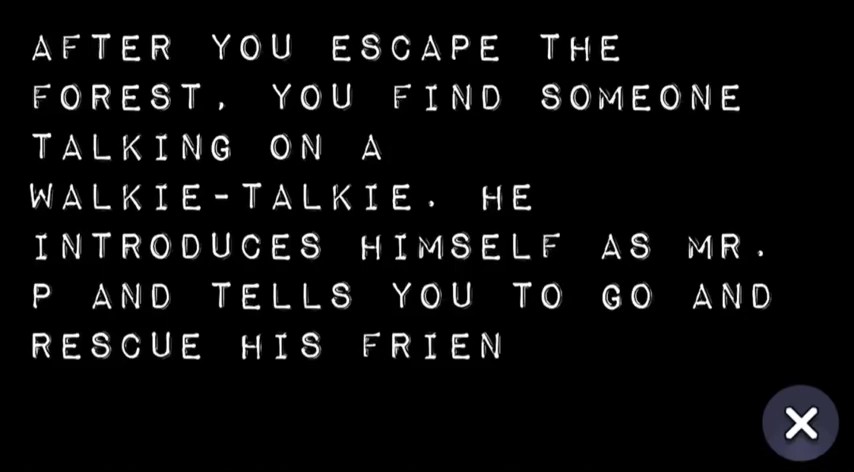 AFTER YOU ESCAPE THE
FOREST, YOU FIND SOMEONE
TALKING ON A
WALKIE-TALKIE. HE
INTRODUCES HIMSELF AS MR.
P AND TELLS YOU TO GO AND
RESCUE HIS FRIEN